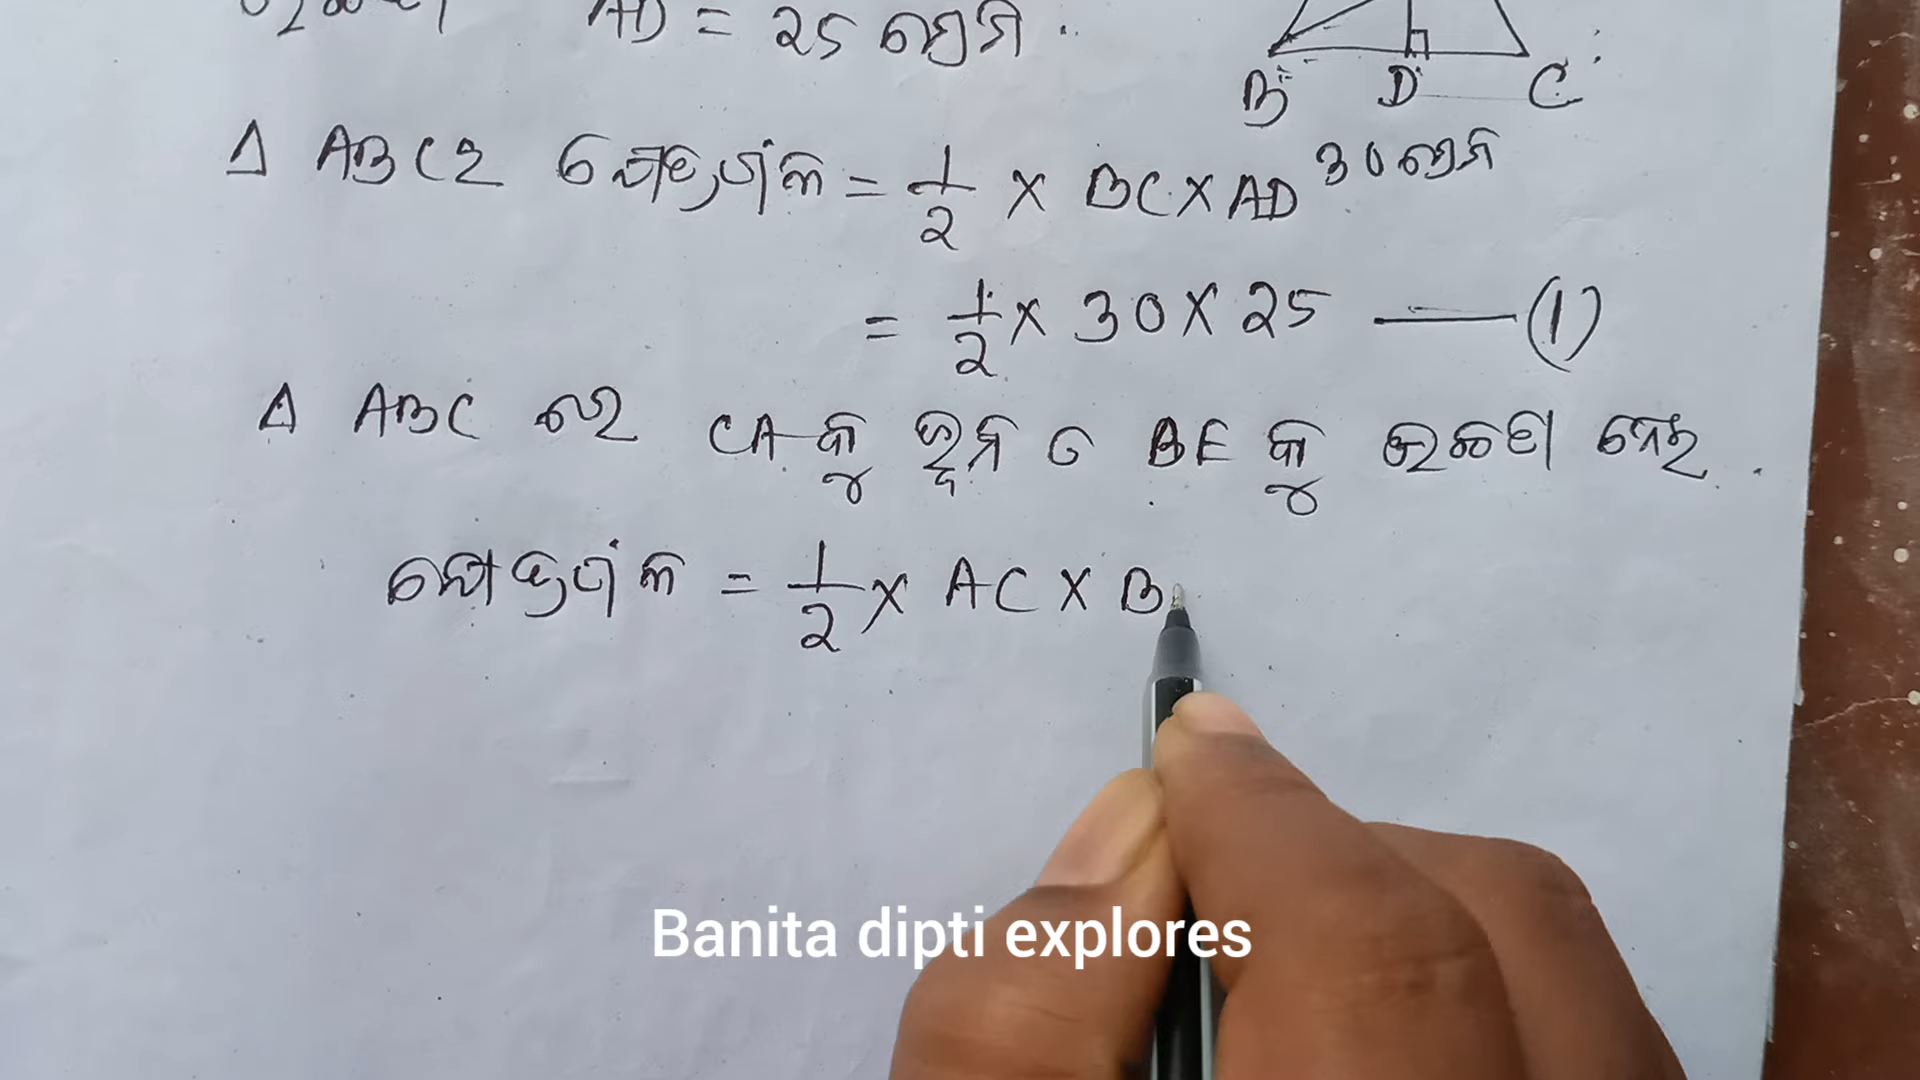 AD = 25 ସେମି
B D C
30 ସେମି
Δ ABC ର କ୍ଷେତ୍ରଫଳ = 1/2 × BC × AD
= 1/2 × 30 × 25 —— (1)
Δ ABC ରେ CA କୁ ଭୂମି ଓ BE କୁ ଉଚ୍ଚତା ନେଇ
କ୍ଷେତ୍ରଫଳ = 1/2 × AC × B
Banita dipti explores